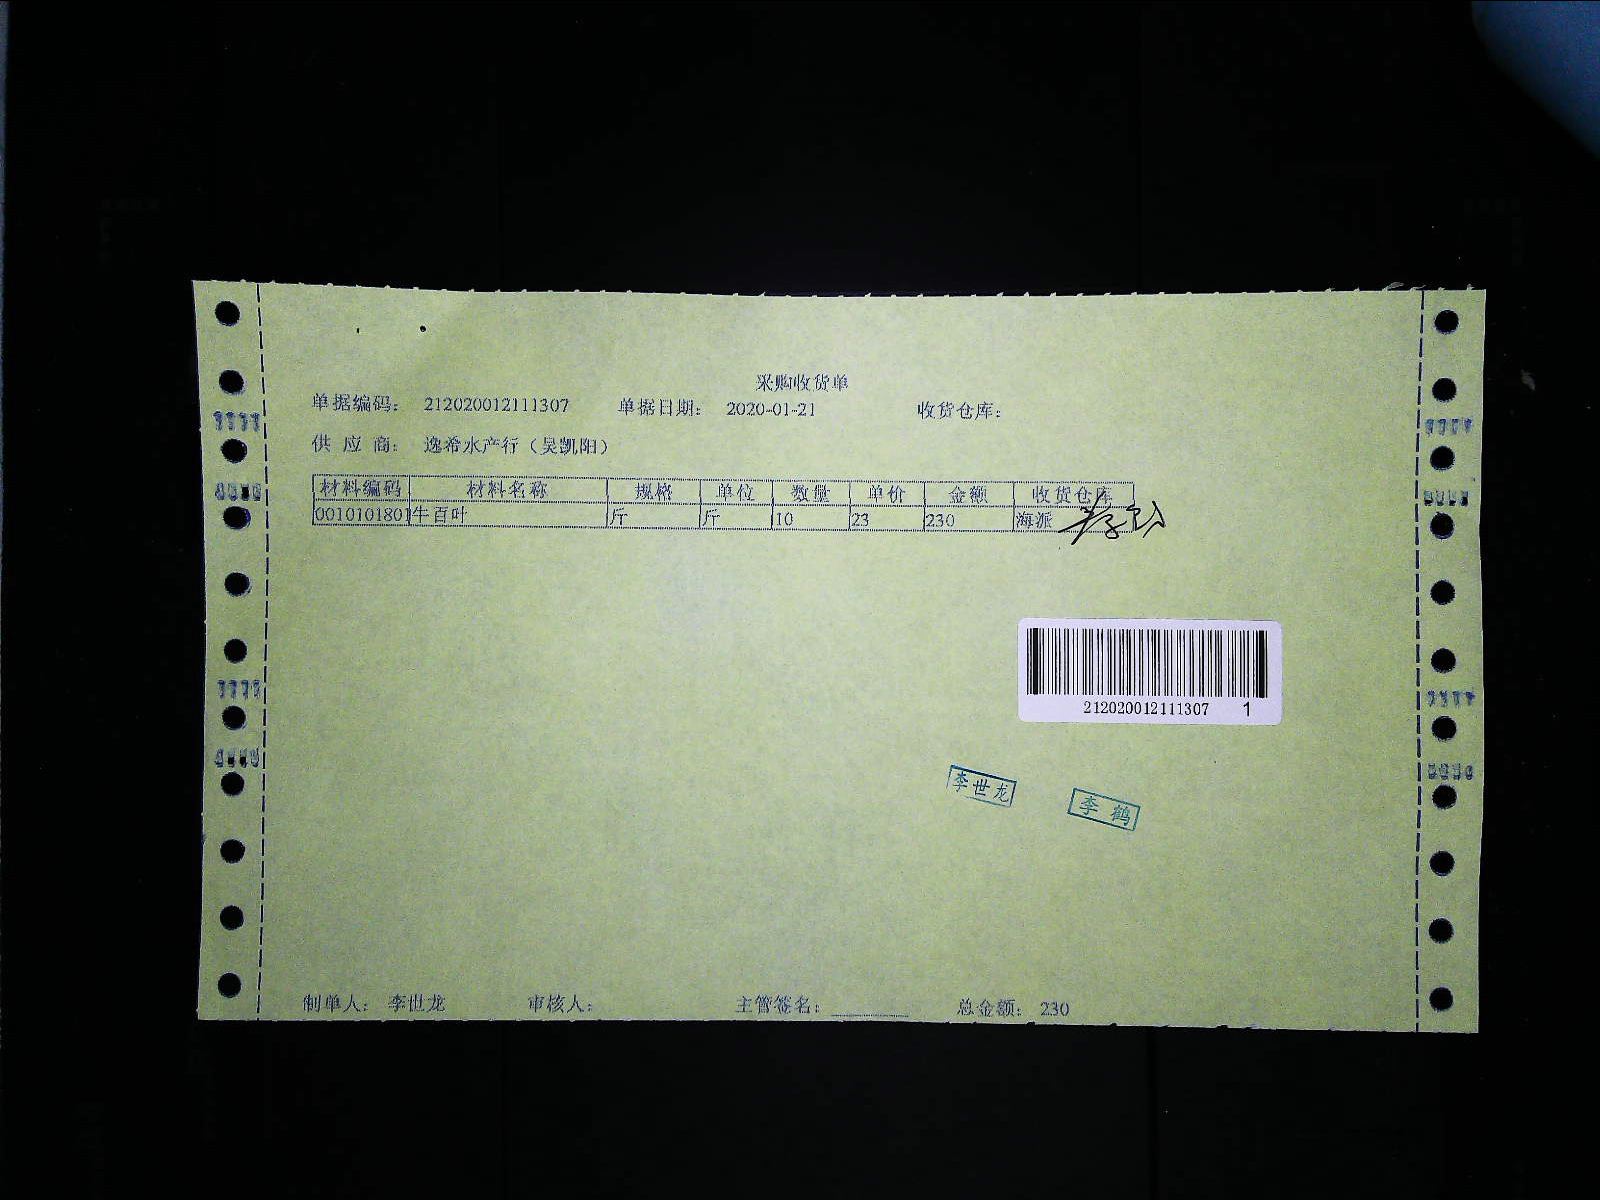 采购收货单
单据编码: 212020012111307 单据日期: 2020-01-21 收货仓库:
供 应 商: 逸希水产行（吴凯阳）
材料编码 材料名称 规格 单位 数量 单价 金额 收货仓库
0010101801 牛百叶 斤 斤 10 23 230 海派
212020012111307 1
李世龙
李鹤
制单人: 李世龙 审核人: 主管签名: 总金额: 230